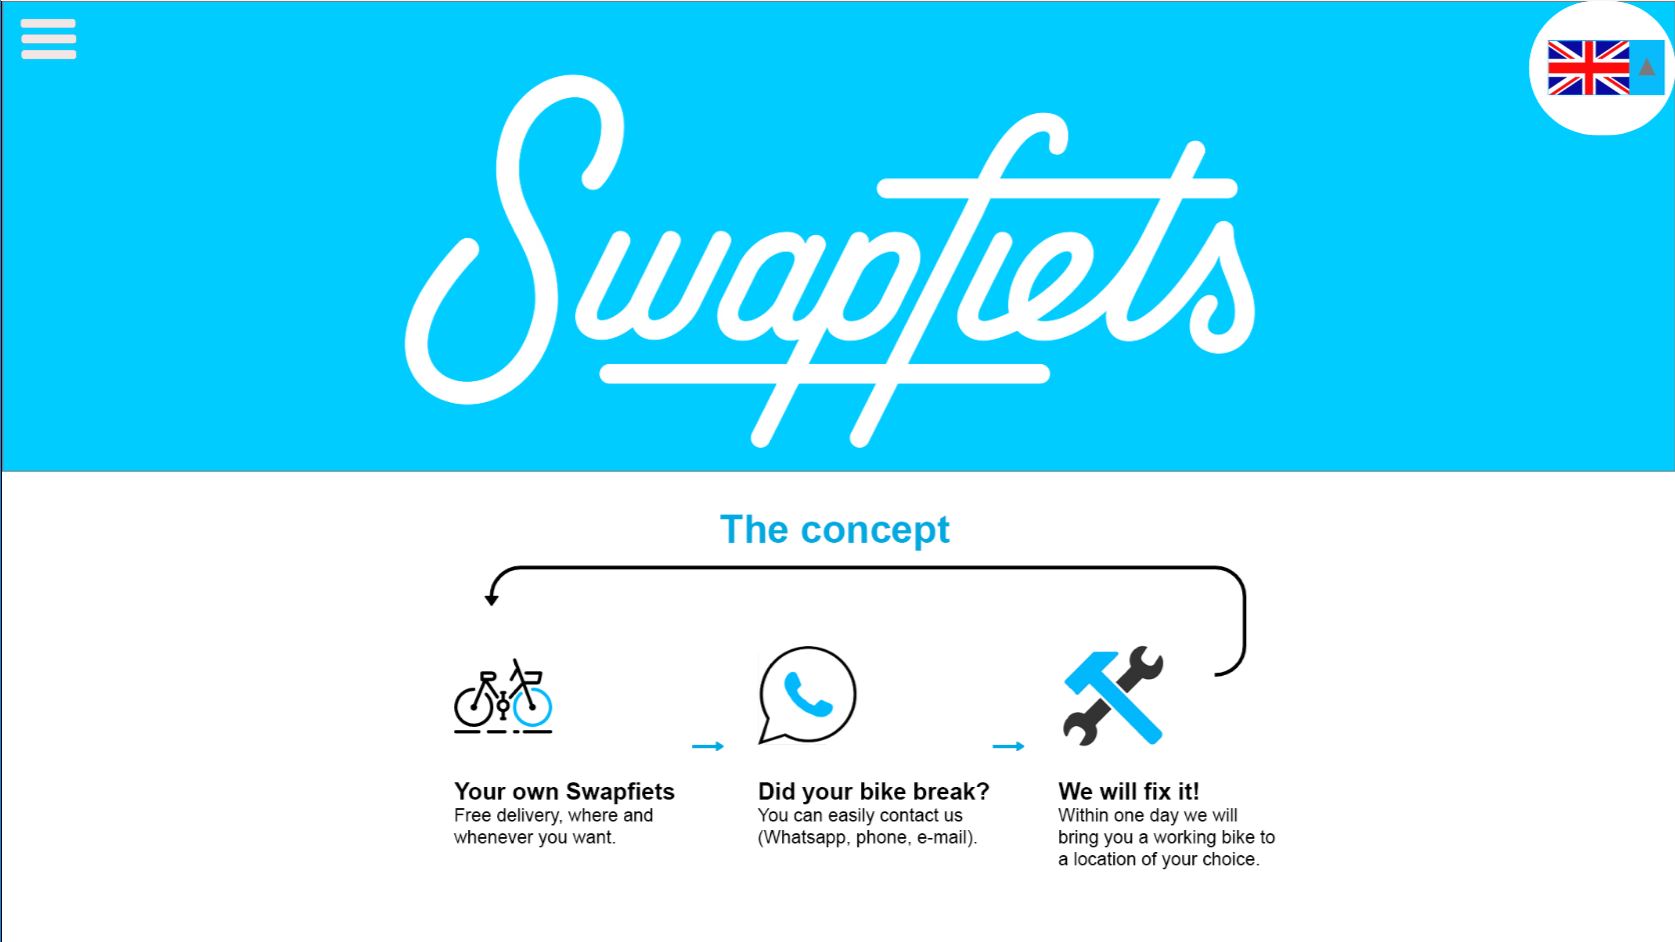 Swapfiets
The concept
Your own Swapfiets
Free delivery, where and
whenever you want.
Did your bike break?
You can easily contact us
(Whatsapp, phone, e-mail).
We will fix it!
Within one day we will
bring you a working bike to
a location of your choice.